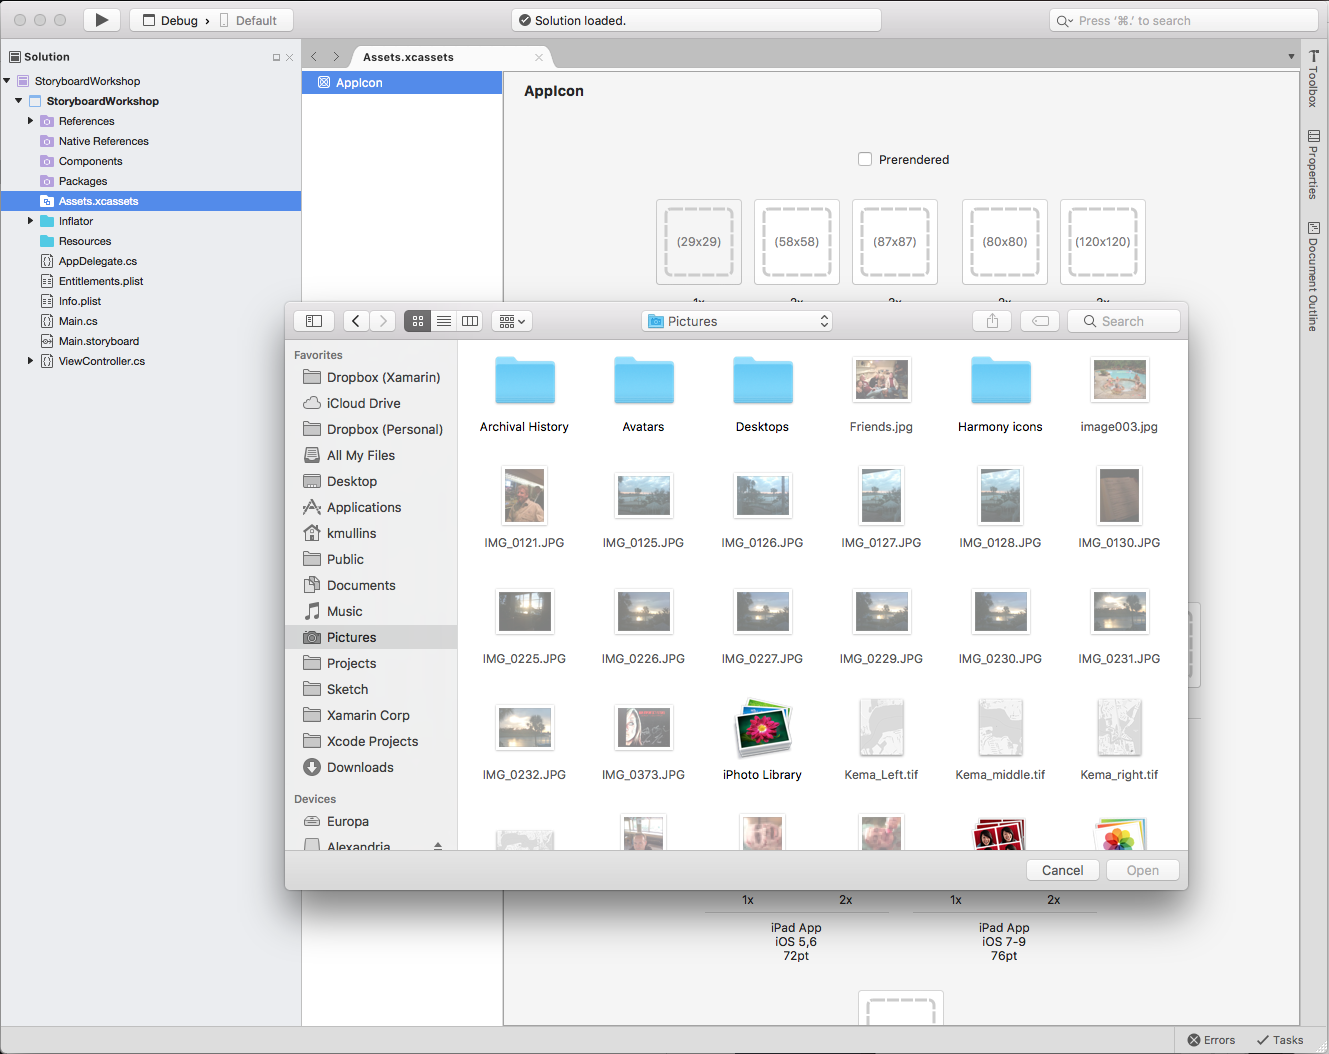 Debug › Default
Solution loaded.
Press ‘⌘.’ to search
Solution
Assets.xcassets
StoryboardWorkshop
StoryboardWorkshop
References
Native References
Components
Packages
Assets.xcassets
Inflator
Resources
AppDelegate.cs
Entitlements.plist
Info.plist
Main.cs
Main.storyboard
ViewController.cs
AppIcon
AppIcon
Prerendered
(29x29) (58x58) (87x87) (80x80) (120x120)
1x 2x 3x 2x 3x
Toolbox
Properties
Document Outline
Pictures
Search
Favorites
Dropbox (Xamarin)
iCloud Drive
Dropbox (Personal)
All My Files
Desktop
Applications
kmullins
Public
Documents
Music
Pictures
Projects
Sketch
Xamarin Corp
Xcode Projects
Downloads
Devices
Europa
Alexandria
Archival History Avatars Desktops Friends.jpg Harmony icons image003.jpg
IMG_0121.JPG IMG_0125.JPG IMG_0126.JPG IMG_0127.JPG IMG_0128.JPG IMG_0130.JPG
IMG_0225.JPG IMG_0226.JPG IMG_0227.JPG IMG_0229.JPG IMG_0230.JPG IMG_0231.JPG
IMG_0232.JPG IMG_0373.JPG iPhoto Library Kema_Left.tif Kema_middle.tif Kema_right.tif
Cancel Open
1x 2x 1x 2x
iPad App
iOS 5,6
72pt
iPad App
iOS 7-9
76pt
Errors Tasks